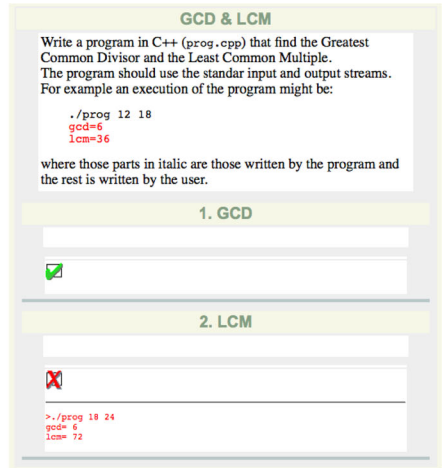 GCD & LCM
Write a program in C++ (prog.cpp) that find the Greatest
Common Divisor and the Least Common Multiple.
The program should use the standar input and output streams.
For example an execution of the program might be:
./prog 12 18
gcd=6
lcm=36
where those parts in italic are those written by the program and
the rest is written by the user.
1. GCD
2. LCM
>./prog 18 24
gcd= 6
lcm= 72